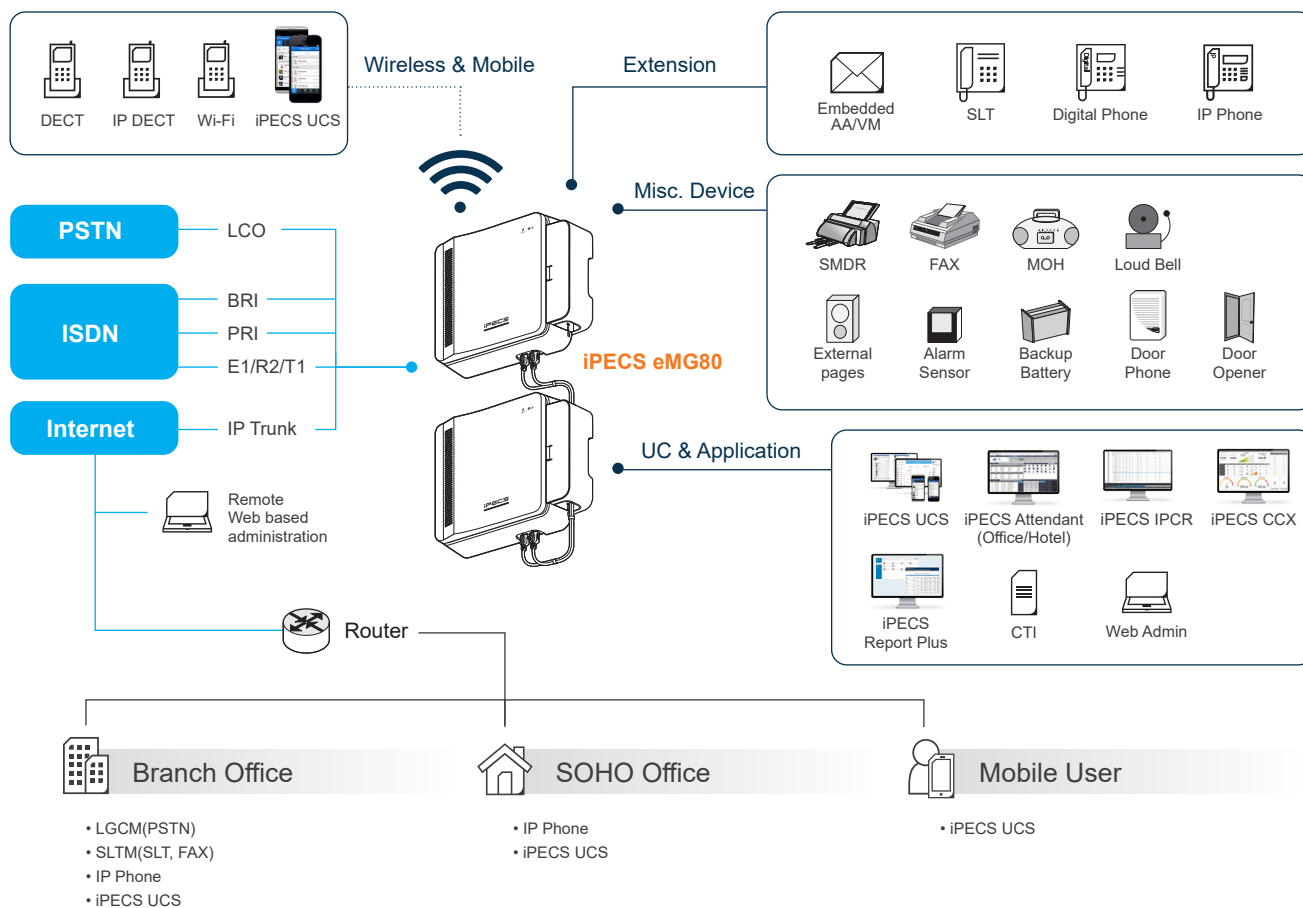 Wireless & Mobile
DECT
IP DECT
Wi-Fi
iPECS UCS
Extension
Embedded
AA/VM
SLT
Digital Phone
IP Phone
Digital
IP
Misc. Device
SMDR
FAX
MOH
Loud Bell
External
pages
Alarm
Sensor
Backup
Battery
Door
Phone
Door
Opener
PSTN
LCO
ISDN
BRI
PRI
E1/R2/T1
Internet
IP Trunk
iPECS
iPECS eMG80
iPECS
UC & Application
iPECS UCS
iPECS Attendant
(Office/Hotel)
iPECS IPCR
iPECS CCX
iPECS
Report Plus
CTI
Web Admin
Remote
Web based
administration
Router
Branch Office
• LGCM(PSTN)
• SLTM(SLT, FAX)
• IP Phone
• iPECS UCS
SOHO Office
• IP Phone
• iPECS UCS
Mobile User
• iPECS UCS